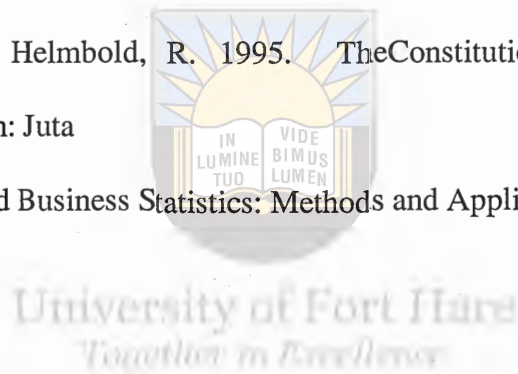 Helmbold, R. 1995. TheConstitutio
n: Juta
IN LUMINE TUO
VIDE BIMUS LUMEN
d Business Statistics: Methods and Appli
University of Fort Hare
Together in Excellence